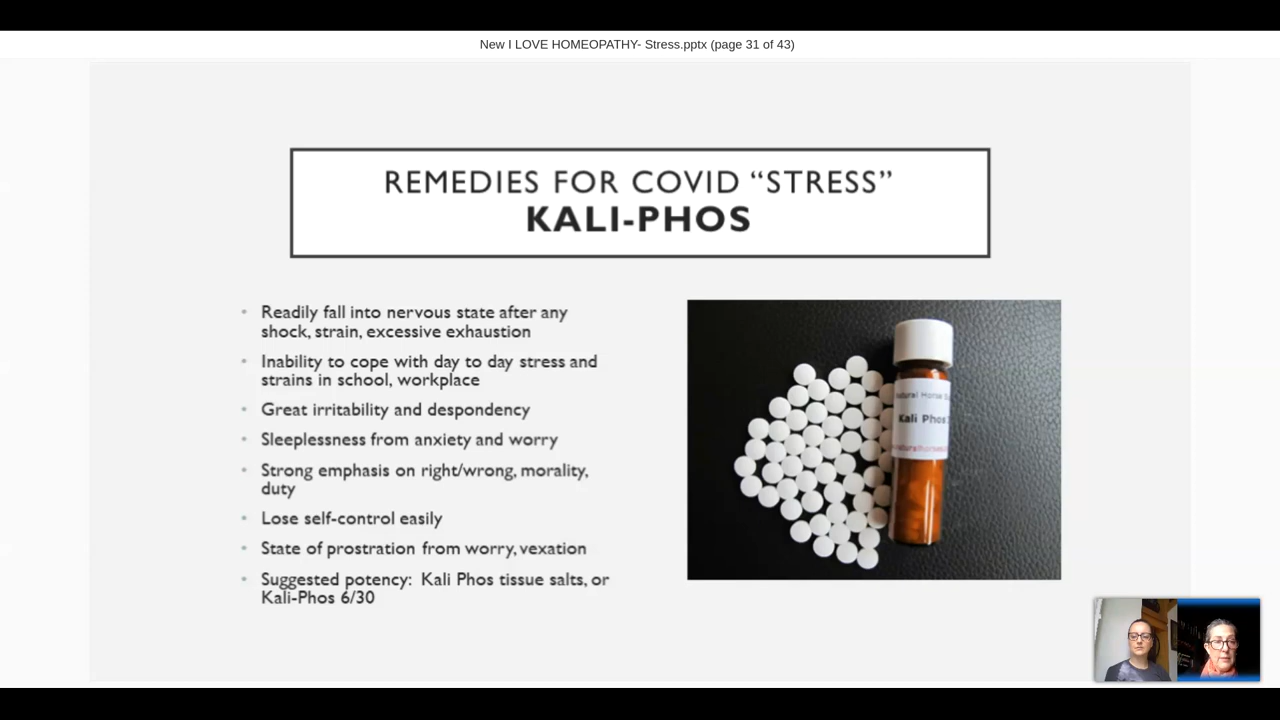 New I LOVE HOMEOPATHY- Stress.pptx (page 31 of 43)
REMEDIES FOR COVID “STRESS”
KALI-PHOS
• Readily fall into nervous state after any
shock, strain, excessive exhaustion
• Inability to cope with day to day stress and
strains in school, workplace
• Great irritability and despondency
• Sleeplessness from anxiety and worry
• Strong emphasis on right/wrong, morality,
duty
• Lose self-control easily
• State of prostration from worry, vexation
• Suggested potency: Kali Phos tissue salts, or
Kali-Phos 6/30
Natural Horse
Kali Phos